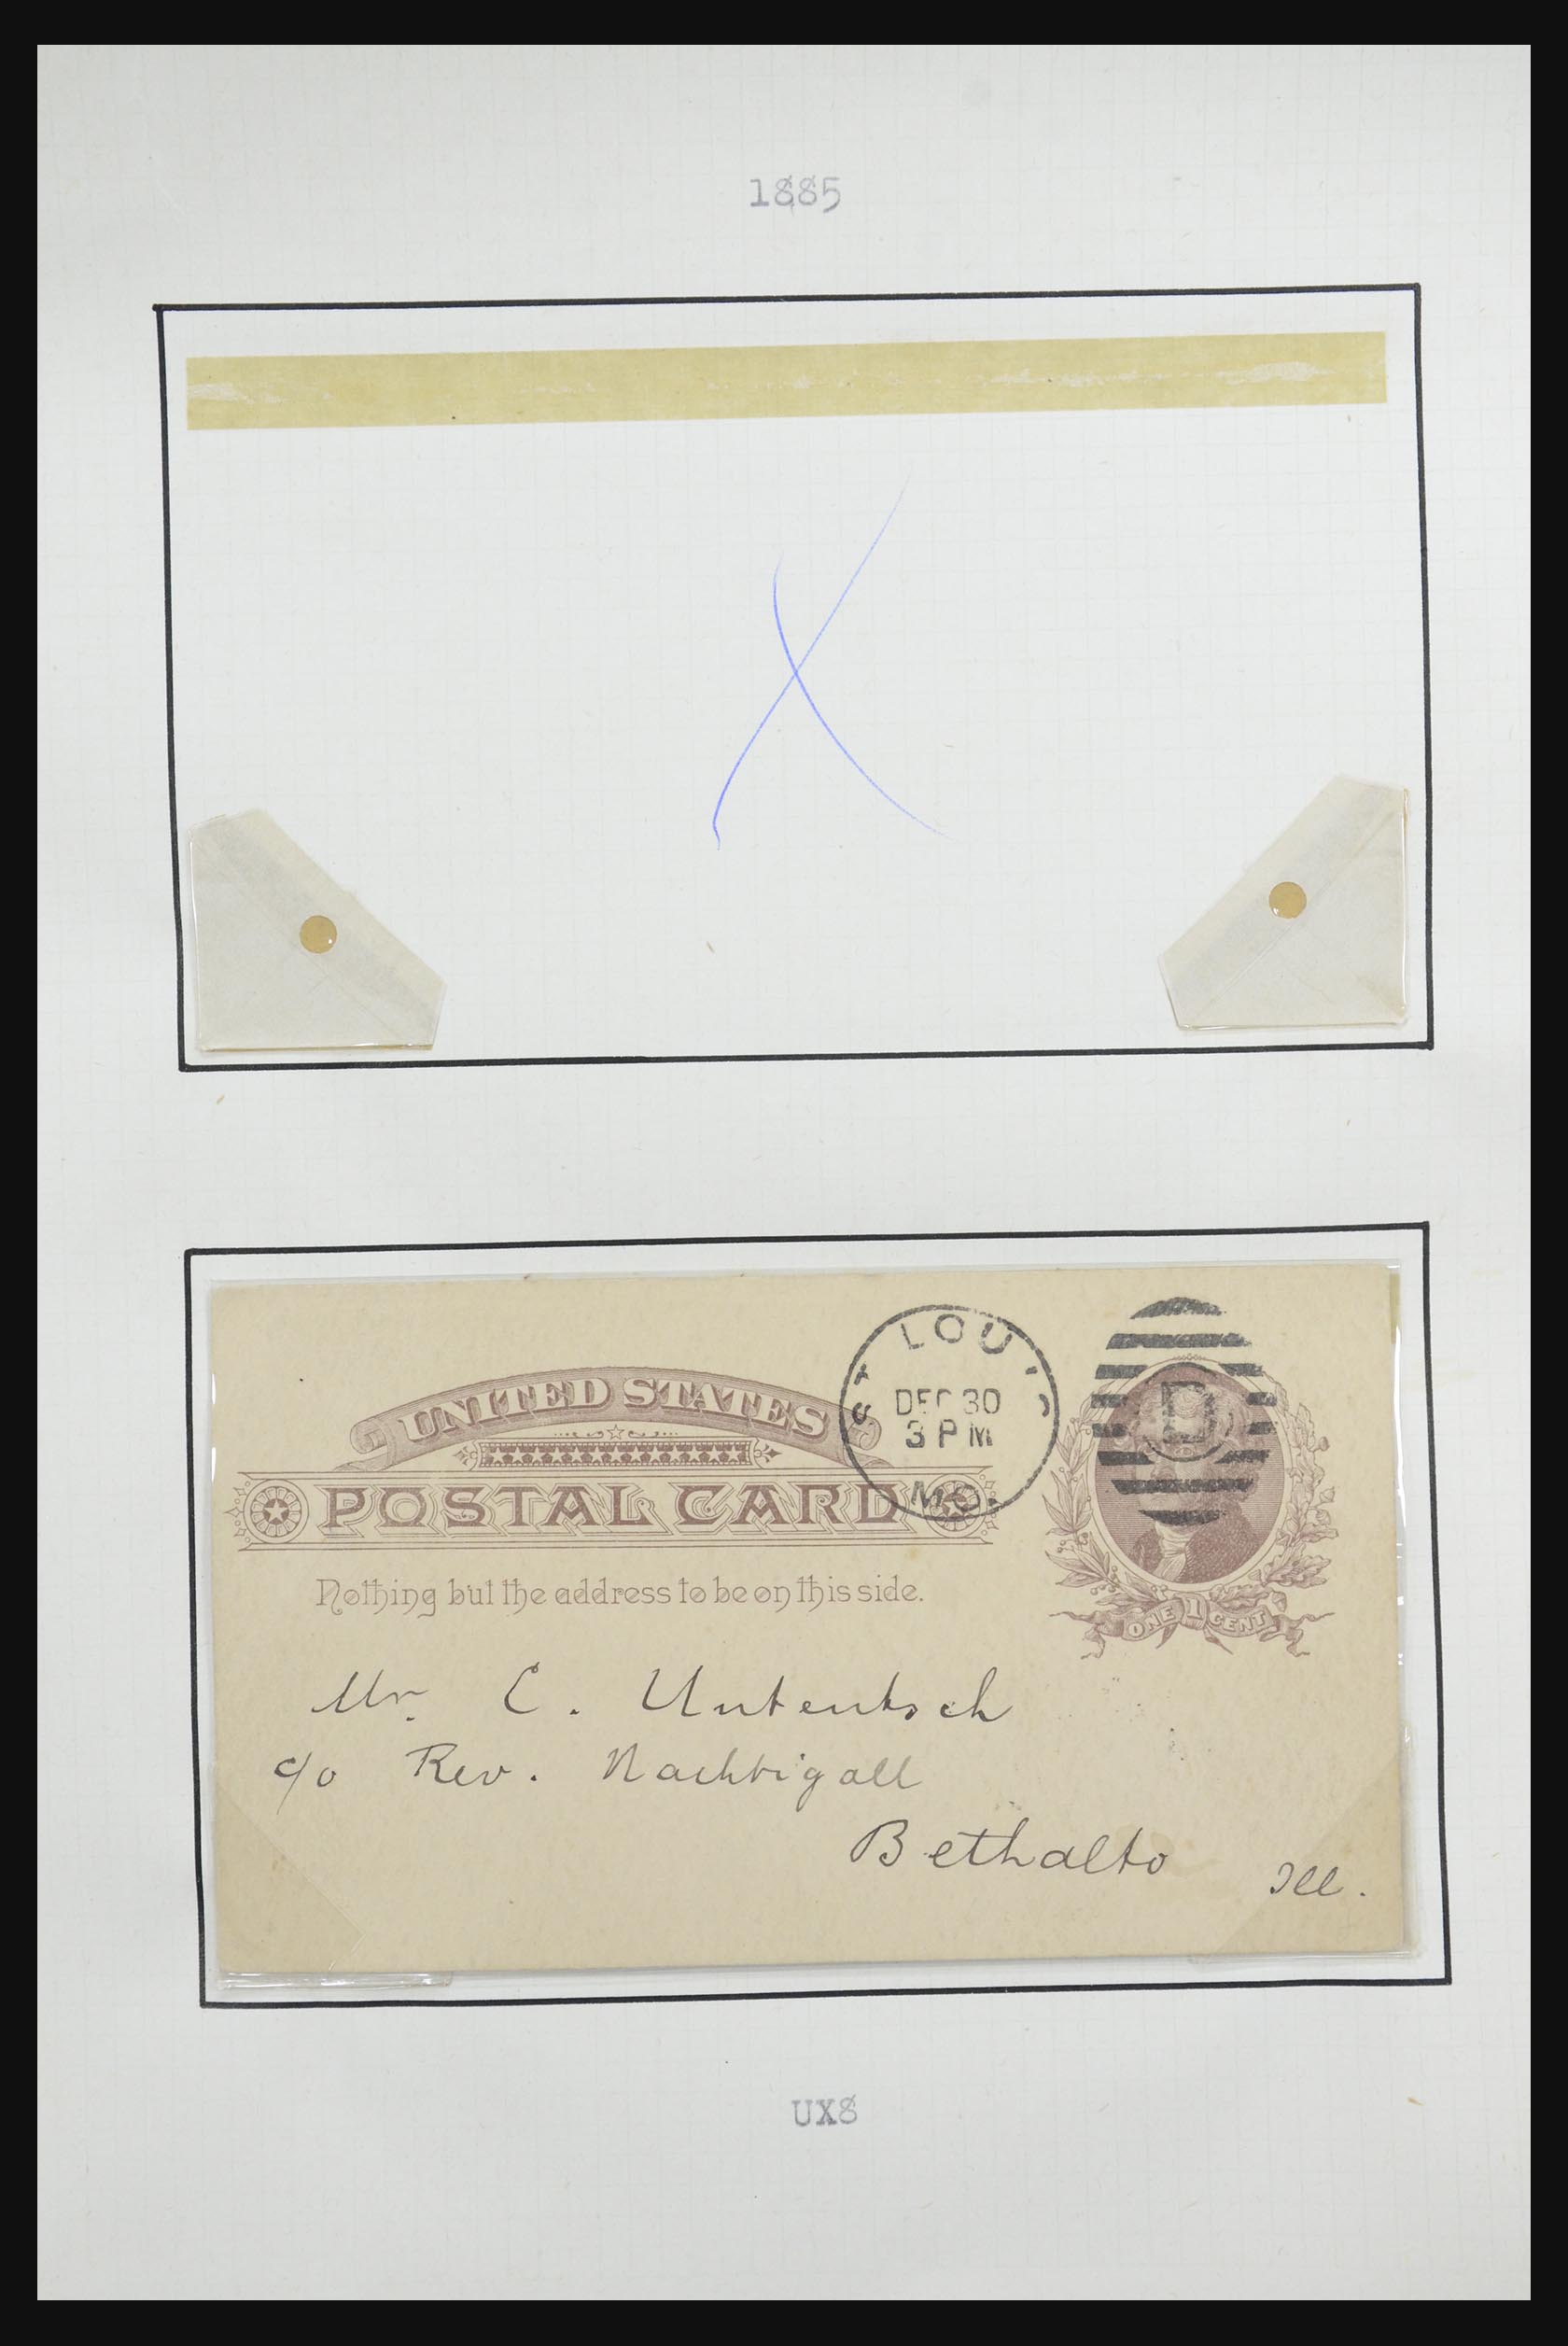 1885
UNITED STATES
POSTAL CARD
Nothing but the address to be on this side.
ST LOUIS
DEC 30
3 PM
MO.
D
ONE 1 CENT
Mr. C. Untentsch
c/o Rev. Nachtigall
Bethalto Ill.
UX8